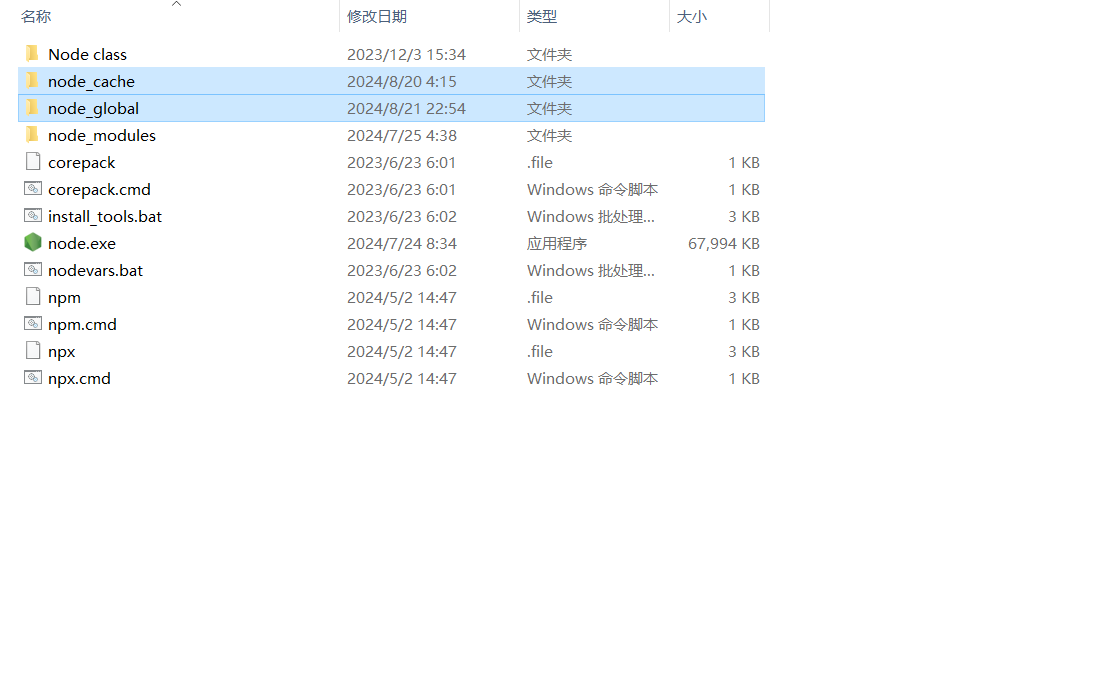 名称 修改日期 类型 大小
Node class 2023/12/3 15:34 文件夹
node_cache 2024/8/20 4:15 文件夹
node_global 2024/8/21 22:54 文件夹
node_modules 2024/7/25 4:38 文件夹
corepack 2023/6/23 6:01 .file 1 KB
corepack.cmd 2023/6/23 6:01 Windows 命令脚本 1 KB
install_tools.bat 2023/6/23 6:02 Windows 批处理... 3 KB
node.exe 2024/7/24 8:34 应用程序 67,994 KB
nodevars.bat 2023/6/23 6:02 Windows 批处理... 1 KB
npm 2024/5/2 14:47 .file 3 KB
npm.cmd 2024/5/2 14:47 Windows 命令脚本 1 KB
npx 2024/5/2 14:47 .file 3 KB
npx.cmd 2024/5/2 14:47 Windows 命令脚本 1 KB